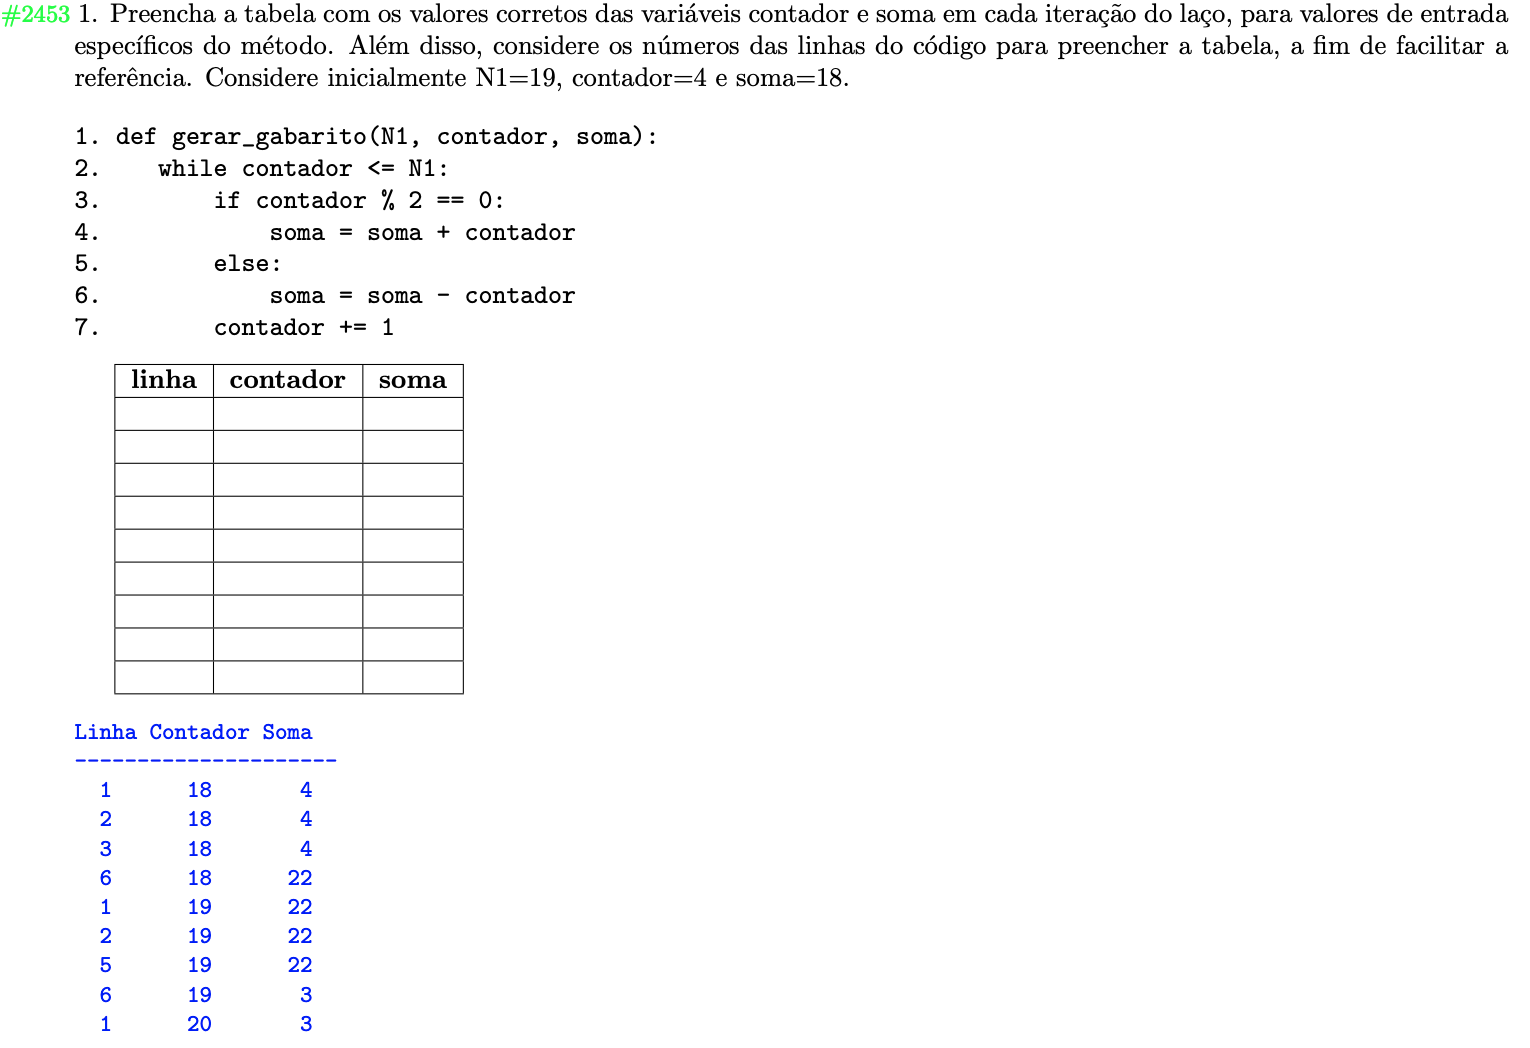 #2453 1. Preencha a tabela com os valores corretos das variáveis contador e soma em cada iteração do laço, para valores de entrada
específicos do método. Além disso, considere os números das linhas do código para preencher a tabela, a fim de facilitar a
referência. Considere inicialmente N1=19, contador=4 e soma=18.
1. def gerar_gabarito(N1, contador, soma):
2.    while contador <= N1:
3.        if contador % 2 == 0:
4.            soma = soma + contador
5.        else:
6.            soma = soma - contador
7.        contador += 1
linha contador soma
Linha Contador Soma
---------------------
1 18 4
2 18 4
3 18 4
6 18 22
1 19 22
2 19 22
5 19 22
6 19 3
1 20 3